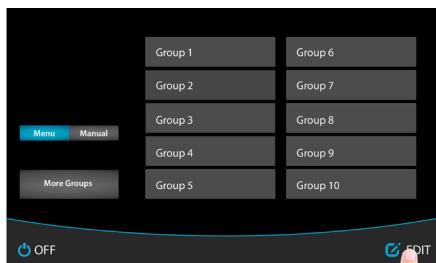 Group 1
Group 6
Group 2
Group 7
Group 3
Group 8
Menu
Manual
Group 4
Group 9
More Groups
Group 5
Group 10
OFF
EDIT